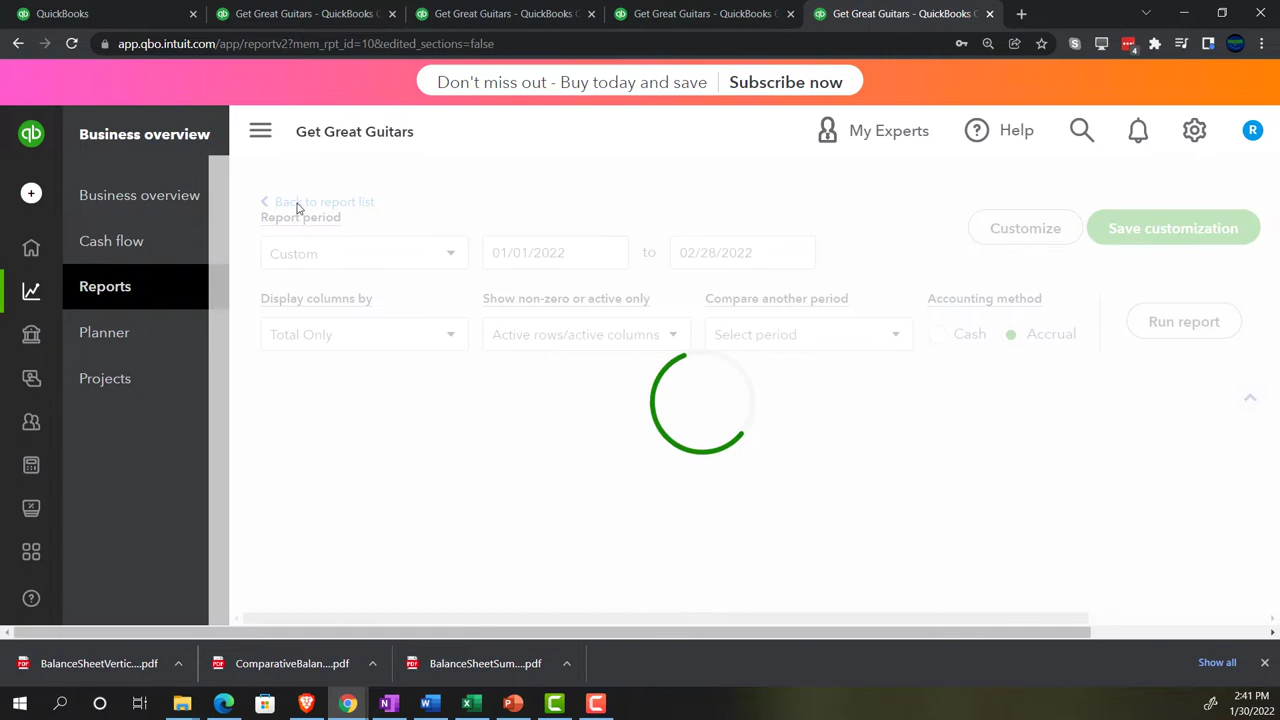 QuickBooks
Get Great Guitars - QuickBooks O
Get Great Guitars - QuickBooks C
Get Great Guitars - QuickBooks C
Get Great Guitars - QuickBooks C
app.qbo.intuit.com/app/reportv2?mem_rpt_id=10&edited_sections=false
4
Don't miss out - Buy today and save Subscribe now
qb
Business overview
Get Great Guitars
My Experts
Help
R
Business overview
Cash flow
Reports
Planner
Projects
Back to report list
Report period
Custom
01/01/2022
to
02/28/2022
Customize
Save customization
Display columns by
Show non-zero or active only
Compare another period
Accounting method
Total Only
Active rows/active columns
Select period
Cash
Accrual
Run report
BalanceSheetVertic....pdf
ComparativeBalan....pdf
BalanceSheetSum....pdf
Show all
2:41 PM
1/30/2022